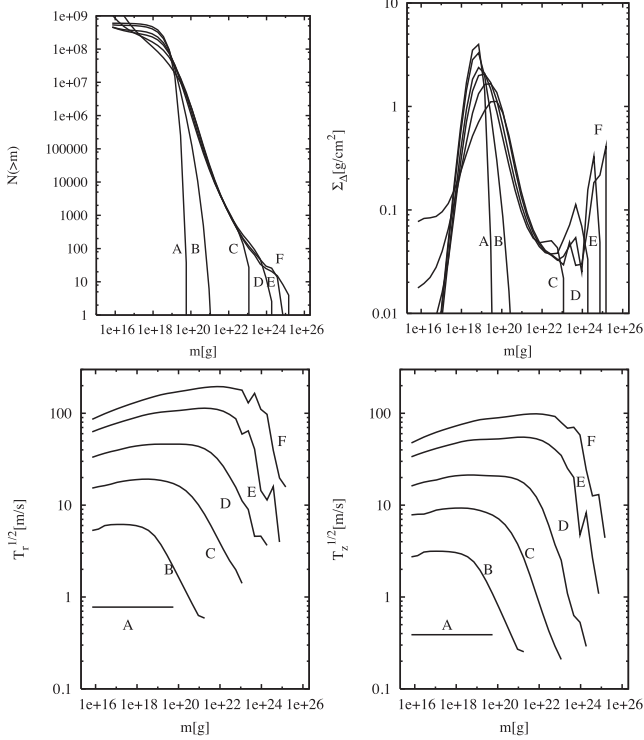 1e+09
1e+08
1e+07
1e+06
100000
10000
1000
100
10
1
N(>m)
A B C D E F
1e+16 1e+18 1e+20 1e+22 1e+24 1e+26
m[g]
10
1
0.1
0.01
Σ_Δ[g/cm²]
A B C D E F
1e+16 1e+18 1e+20 1e+22 1e+24 1e+26
m[g]
100
10
1
0.1
T_r^{1/2}[m/s]
A B C D E F
1e+16 1e+18 1e+20 1e+22 1e+24 1e+26
m[g]
100
10
1
0.1
T_z^{1/2}[m/s]
A B C D E F
1e+16 1e+18 1e+20 1e+22 1e+24 1e+26
m[g]